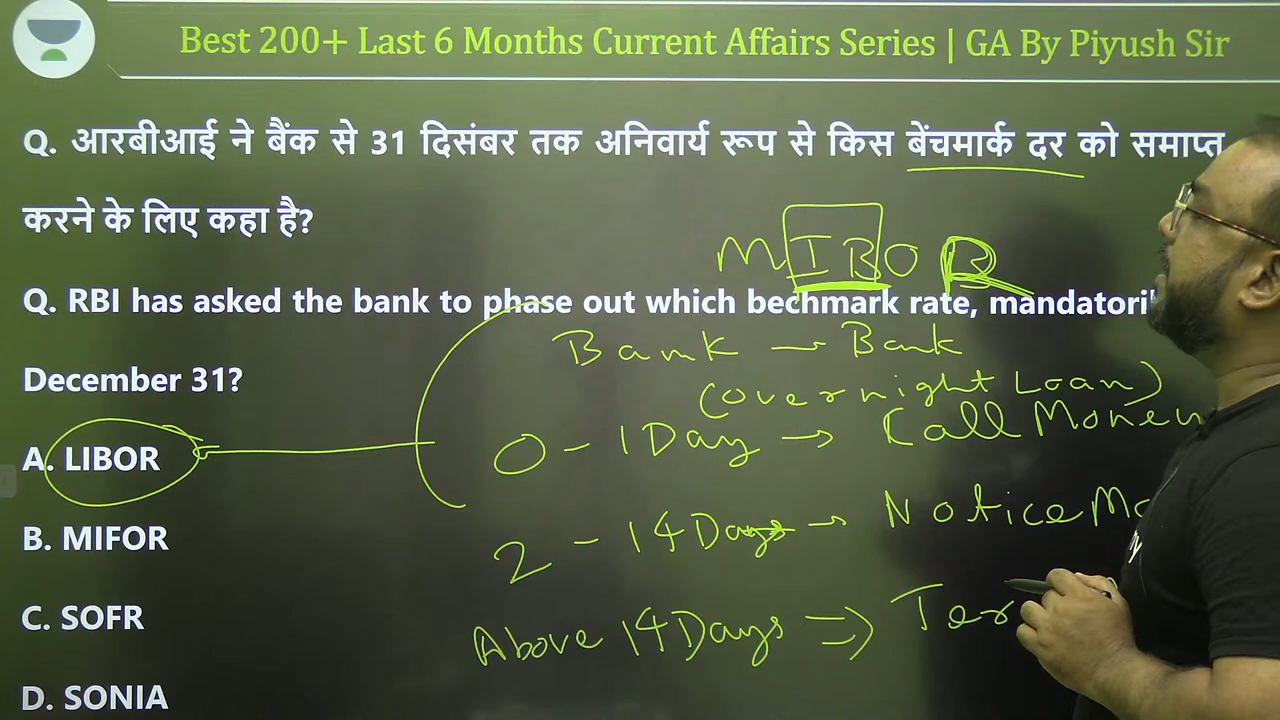 Best 200+ Last 6 Months Current Affairs Series | GA By Piyush Sir
Q. आरबीआई ने बैंक से 31 दिसंबर तक अनिवार्य रूप से किस बेंचमार्क दर को समाप्त
करने के लिए कहा है?
MIBOR
Q. RBI has asked the bank to phase out which bechmark rate, mandatoril
Bank — Bank
December 31?
(Overnight Loan)
0 - 1 Day → Call Money
A. LIBOR
2 - 14 Days → Notice Mo
B. MIFOR
Above 14 Days ⇒ Ter
C. SOFR
D. SONIA